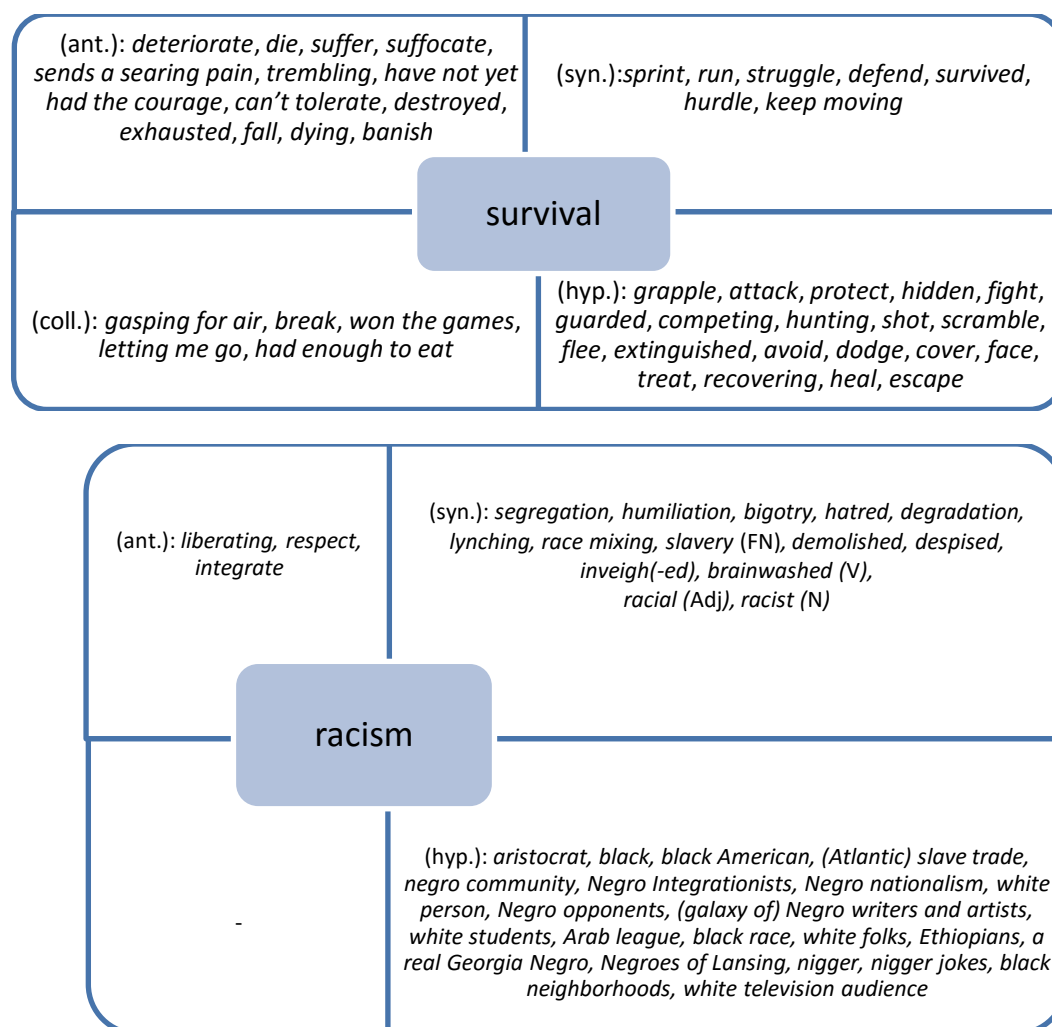 (ant.): deteriorate, die, suffer, suffocate,
sends a searing pain, trembling, have not yet
had the courage, can’t tolerate, destroyed,
exhausted, fall, dying, banish
(syn.):sprint, run, struggle, defend, survived,
hurdle, keep moving
survival
(coll.): gasping for air, break, won the games,
letting me go, had enough to eat
(hyp.): grapple, attack, protect, hidden, fight,
guarded, competing, hunting, shot, scramble,
flee, extinguished, avoid, dodge, cover, face,
treat, recovering, heal, escape
(ant.): liberating, respect,
integrate
(syn.): segregation, humiliation, bigotry, hatred, degradation,
lynching, race mixing, slavery (FN), demolished, despised,
inveigh(-ed), brainwashed (V),
racial (Adj), racist (N)
racism
-
(hyp.): aristocrat, black, black American, (Atlantic) slave trade,
negro community, Negro Integrationists, Negro nationalism, white
person, Negro opponents, (galaxy of) Negro writers and artists,
white students, Arab league, black race, white folks, Ethiopians, a
real Georgia Negro, Negroes of Lansing, nigger, nigger jokes, black
neighborhoods, white television audience